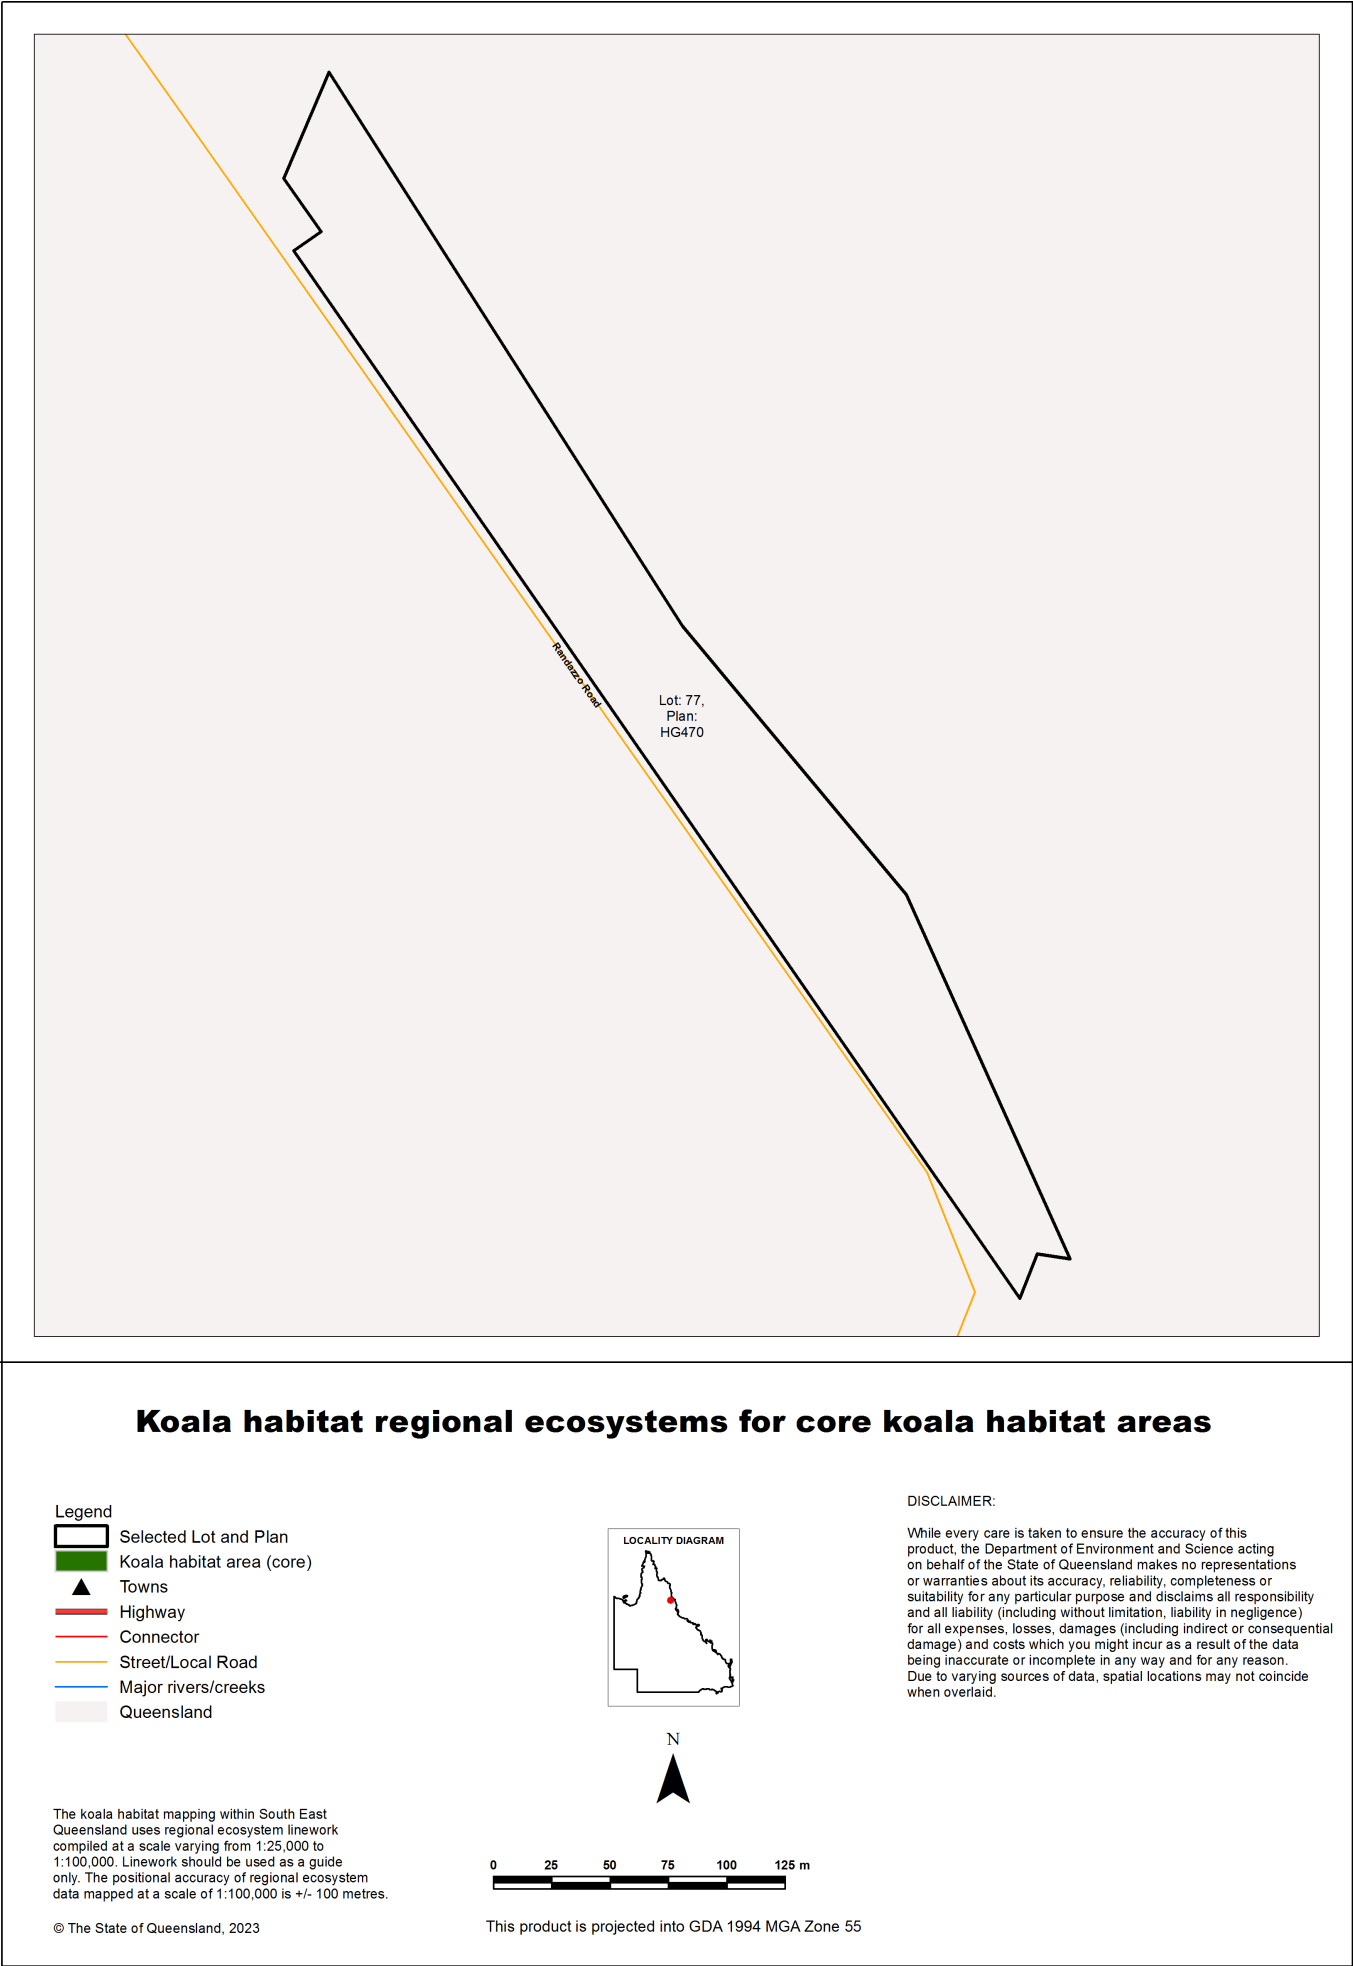 Randazzo Road
Lot: 77,
Plan:
HG470
Koala habitat regional ecosystems for core koala habitat areas
Legend
Selected Lot and Plan
Koala habitat area (core)
Towns
Highway
Connector
Street/Local Road
Major rivers/creeks
Queensland
The koala habitat mapping within South East
Queensland uses regional ecosystem linework
compiled at a scale varying from 1:25,000 to
1:100,000. Linework should be used as a guide
only. The positional accuracy of regional ecosystem
data mapped at a scale of 1:100,000 is +/- 100 metres.
© The State of Queensland, 2023
LOCALITY DIAGRAM
N
0 25 50 75 100 125 m
This product is projected into GDA 1994 MGA Zone 55
DISCLAIMER:
While every care is taken to ensure the accuracy of this
product, the Department of Environment and Science acting
on behalf of the State of Queensland makes no representations
or warranties about its accuracy, reliability, completeness or
suitability for any particular purpose and disclaims all responsibility
and all liability (including without limitation, liability in negligence)
for all expenses, losses, damages (including indirect or consequential
damage) and costs which you might incur as a result of the data
being inaccurate or incomplete in any way and for any reason.
Due to varying sources of data, spatial locations may not coincide
when overlaid.